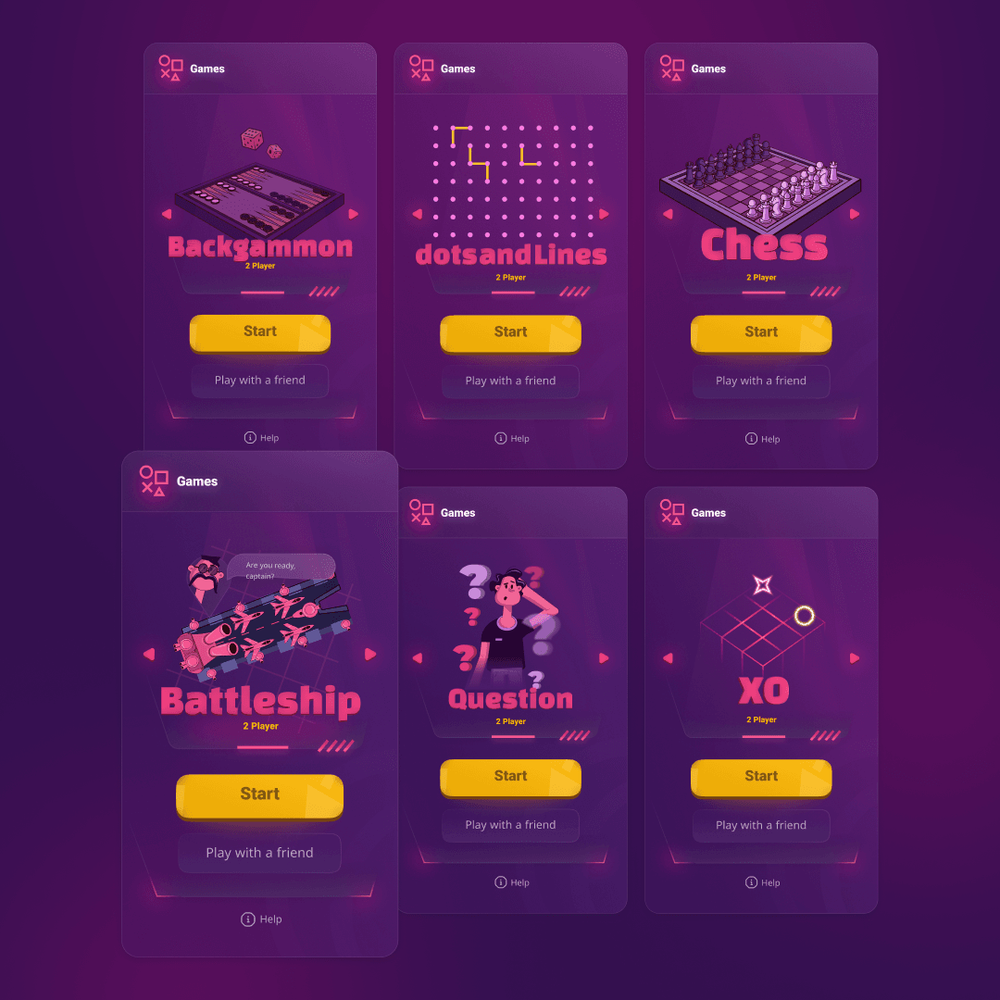 Games
Backgammon
2 Player
Start
Play with a friend
Help
Games
dotsandLines
2 Player
Start
Play with a friend
Help
Games
Chess
2 Player
Start
Play with a friend
Help
Games
Are you ready,
captain?
Battleship
2 Player
Start
Play with a friend
Help
Games
? ? ? ? ? ?
Question
2 Player
Start
Play with a friend
Help
Games
XO
2 Player
Start
Play with a friend
Help